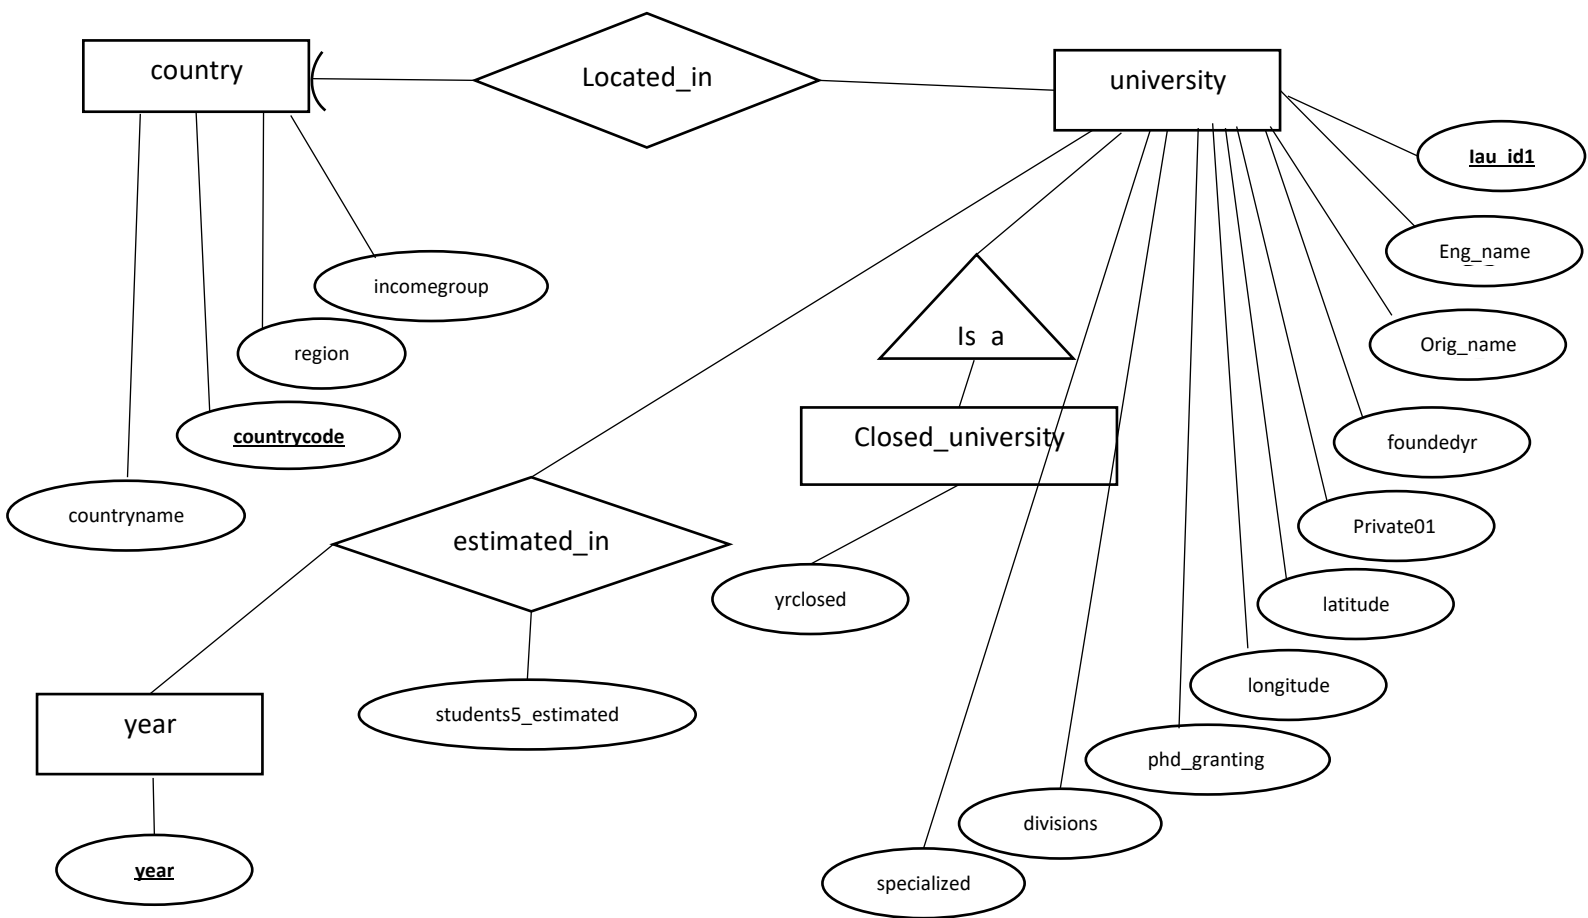 country
Located_in
university
Iau_id1
Eng_name
Orig_name
foundedyr
Private01
latitude
longitude
phd_granting
divisions
specialized
incomegroup
region
countrycode
countryname
Is a
Closed_university
yrclosed
estimated_in
students5_estimated
year
year